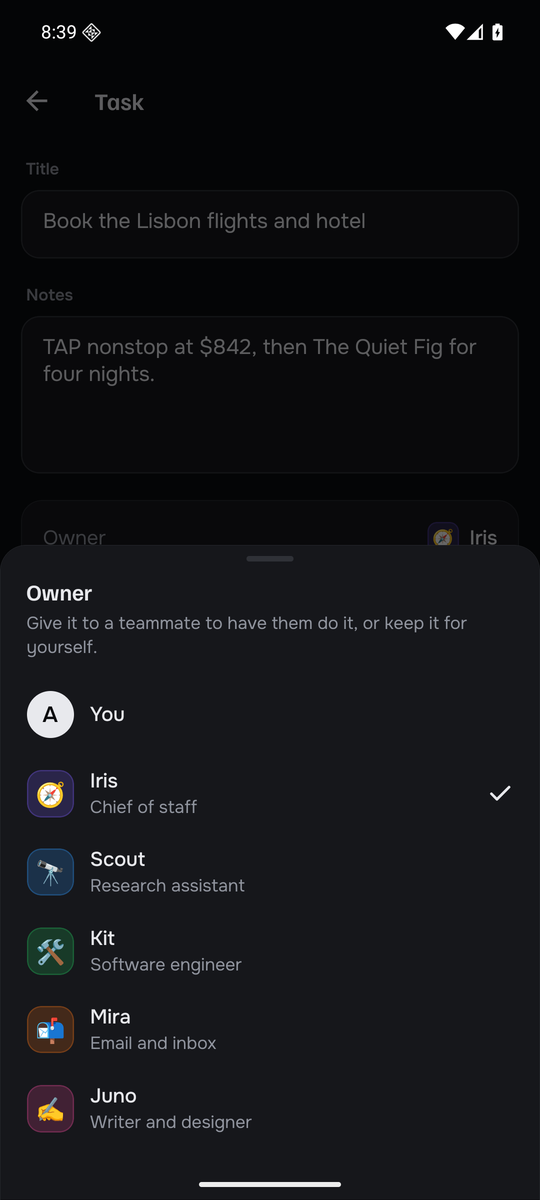 8:39
Task
Title
Book the Lisbon flights and hotel
Notes
TAP nonstop at $842, then The Quiet Fig for
four nights.
Owner
Iris
Owner
Give it to a teammate to have them do it, or keep it for
yourself.
A
You
Iris
Chief of staff
Scout
Research assistant
Kit
Software engineer
Mira
Email and inbox
Juno
Writer and designer